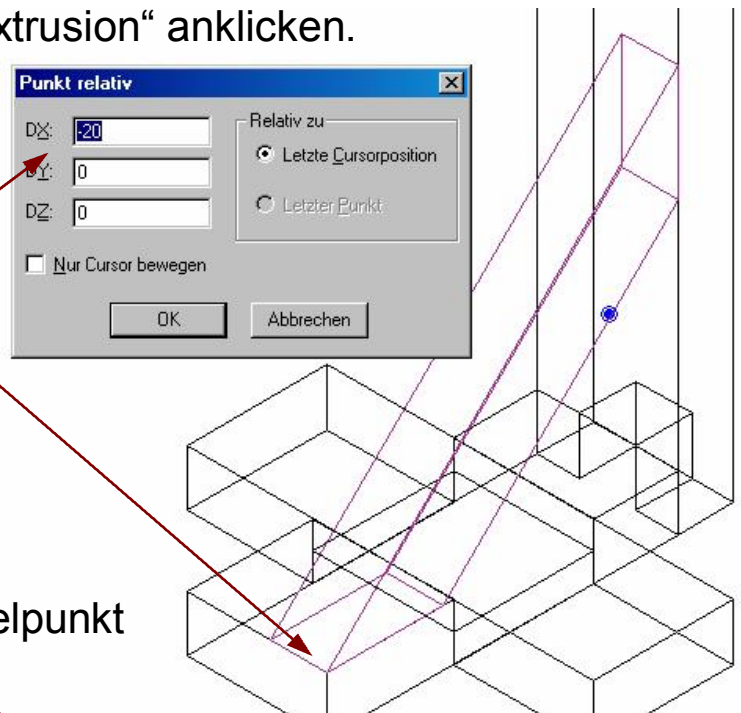 xtrusion“ anklicken.
Punkt relativ
DX: -20
DY: 0
DZ: 0
Relativ zu
Letzte Cursorposition
Letzter Punkt
Nur Cursor bewegen
OK Abbrechen
elpunkt